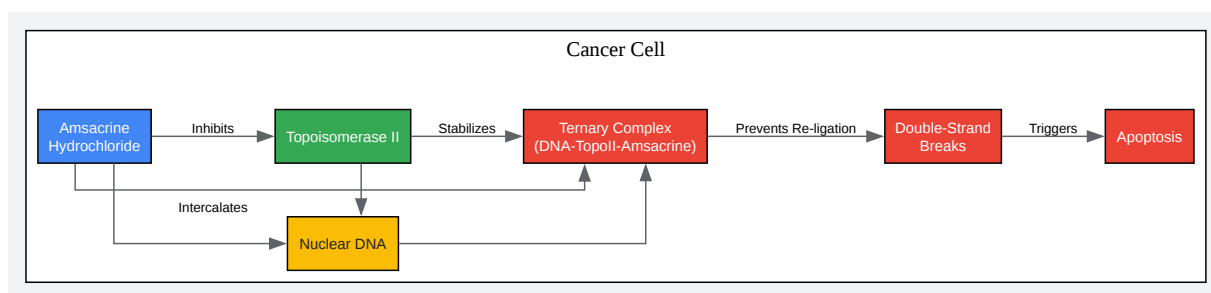 Cancer Cell
Amsacrine
Hydrochloride
Inhibits
Topoisomerase II
Stabilizes
Ternary Complex
(DNA-TopoII-Amsacrine)
Prevents Re-ligation
Double-Strand
Breaks
Triggers
Apoptosis
Intercalates
Nuclear DNA